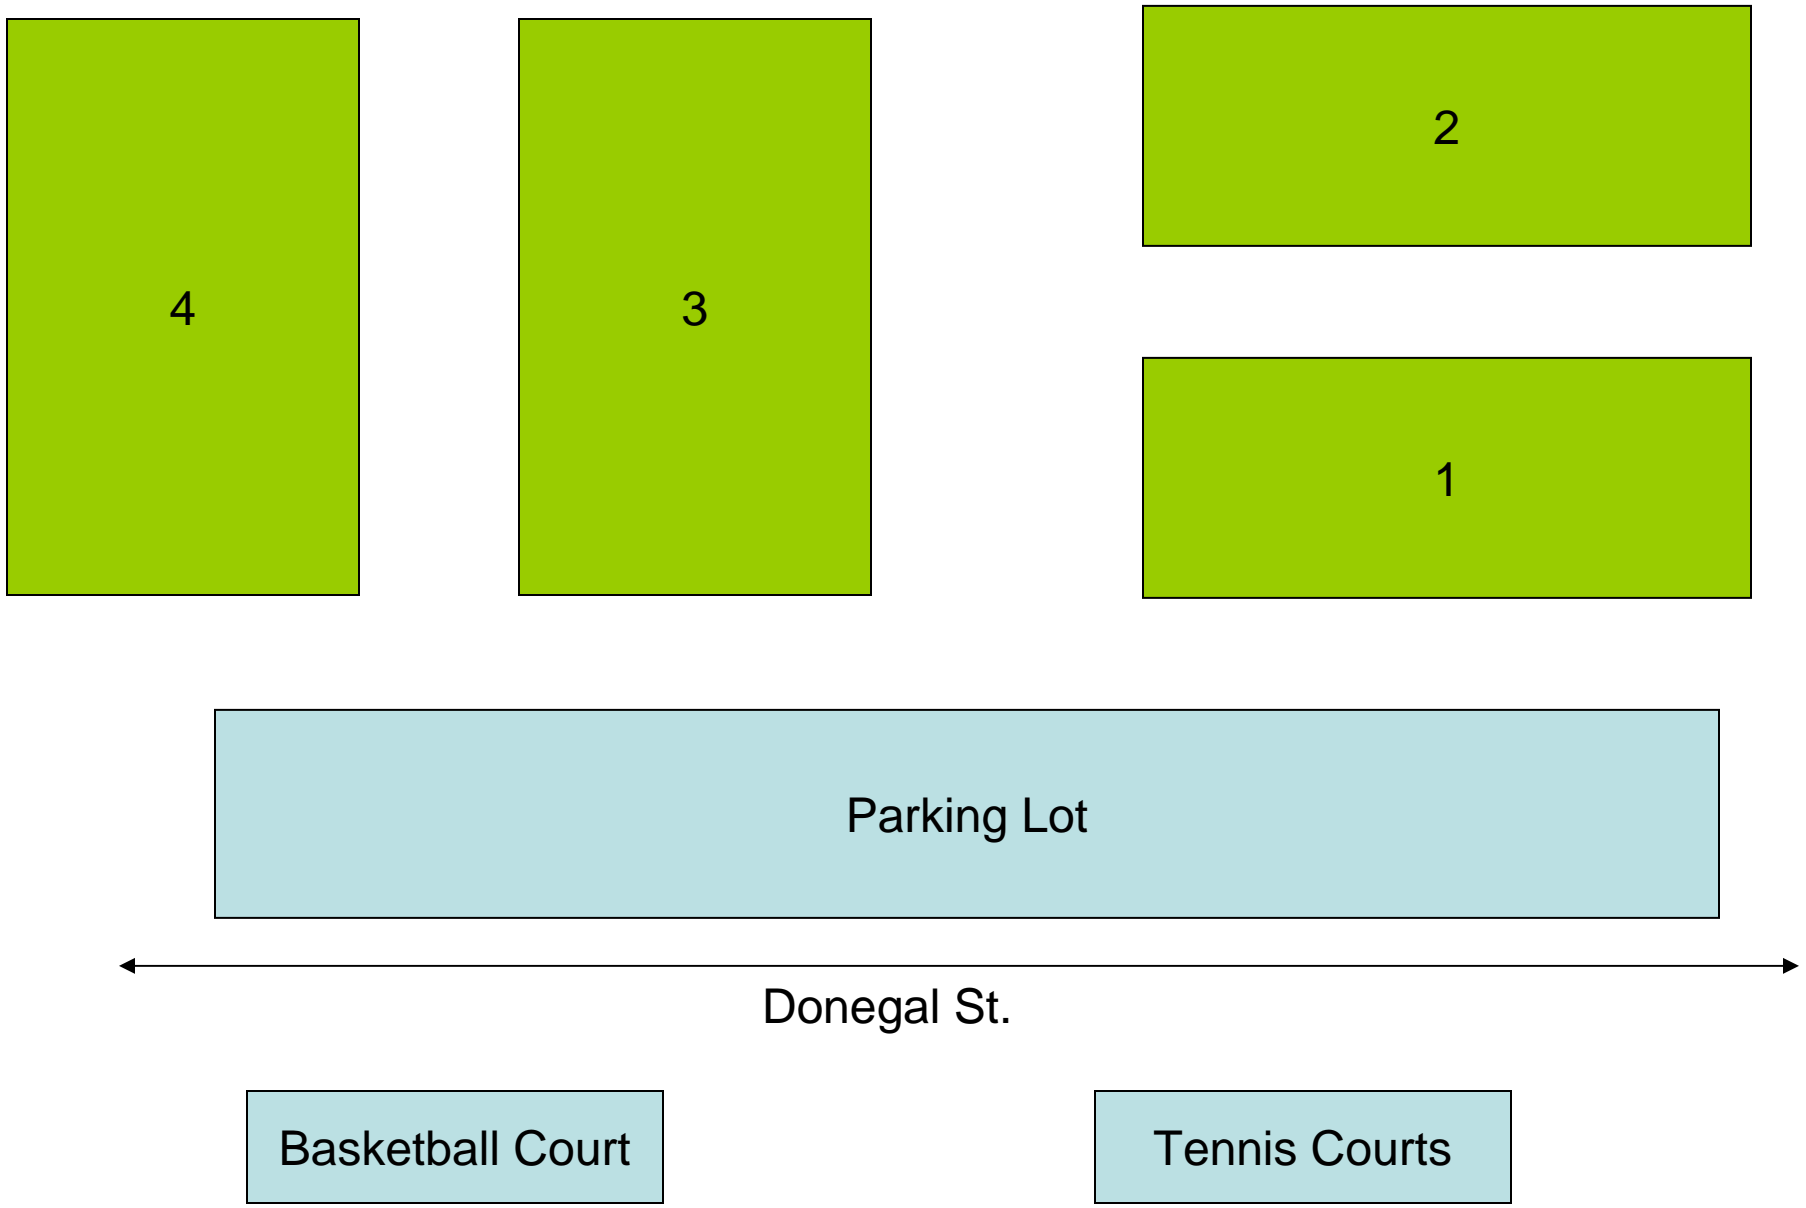 2
4
3
1
Parking Lot
Donegal St.
Basketball Court
Tennis Courts